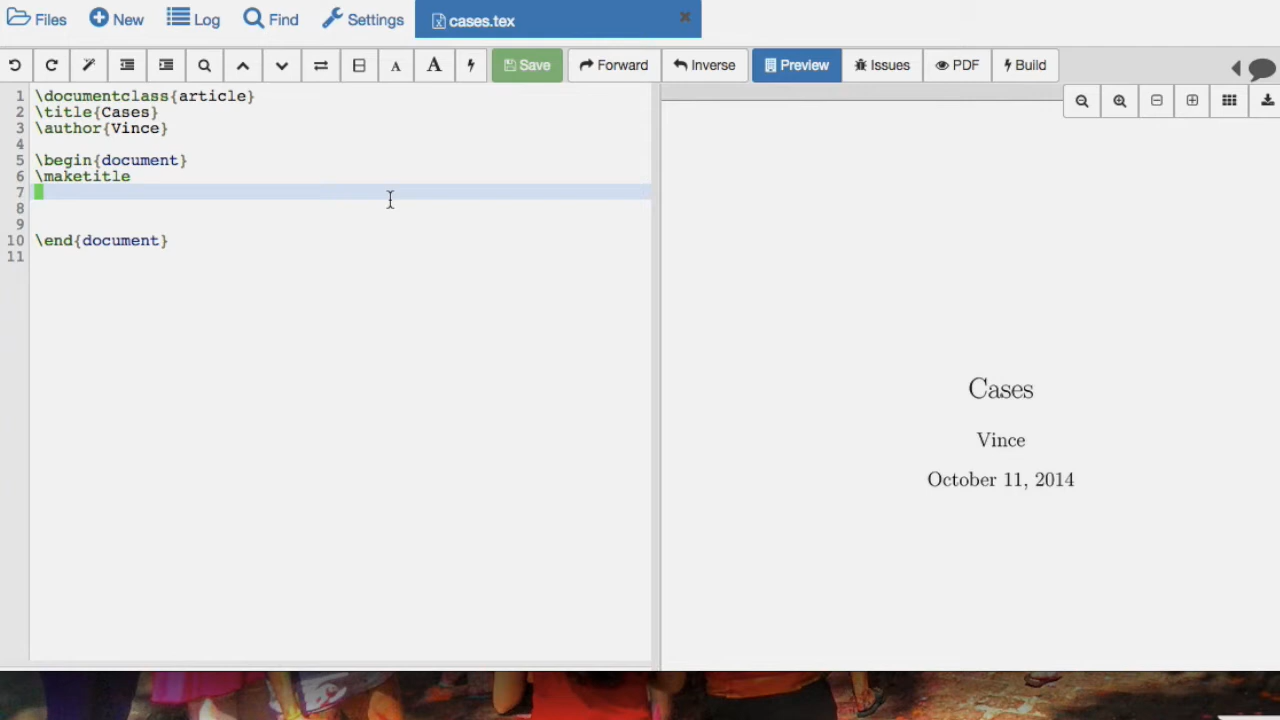 Files New Log Find Settings cases.tex
A A Save Forward Inverse Preview Issues PDF Build
1 \documentclass{article}
2 \title{Cases}
3 \author{Vince}
4
5 \begin{document}
6 \maketitle
7
8
9
10 \end{document}
11
Cases
Vince
October 11, 2014